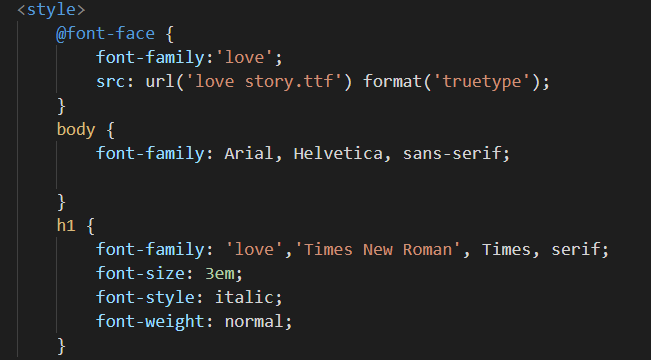 <style>
@font-face {
font-family:'love';
src: url('love story.ttf') format('truetype');
}
body {
font-family: Arial, Helvetica, sans-serif;
}
h1 {
font-family: 'love','Times New Roman', Times, serif;
font-size: 3em;
font-style: italic;
font-weight: normal;
}